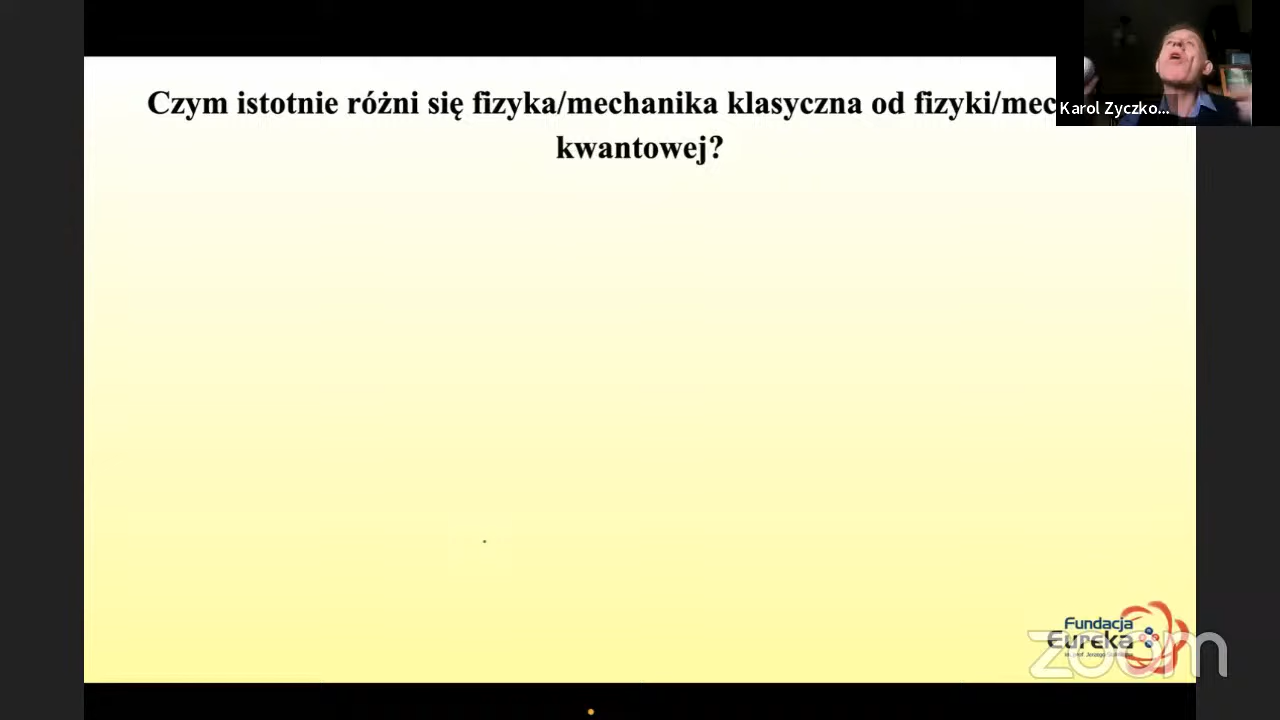 Czym istotnie różni się fizyka/mechanika klasyczna od fizyki/mec
kwantowej?
Karol Zyczko...
Fundacja
Eureka
zoom